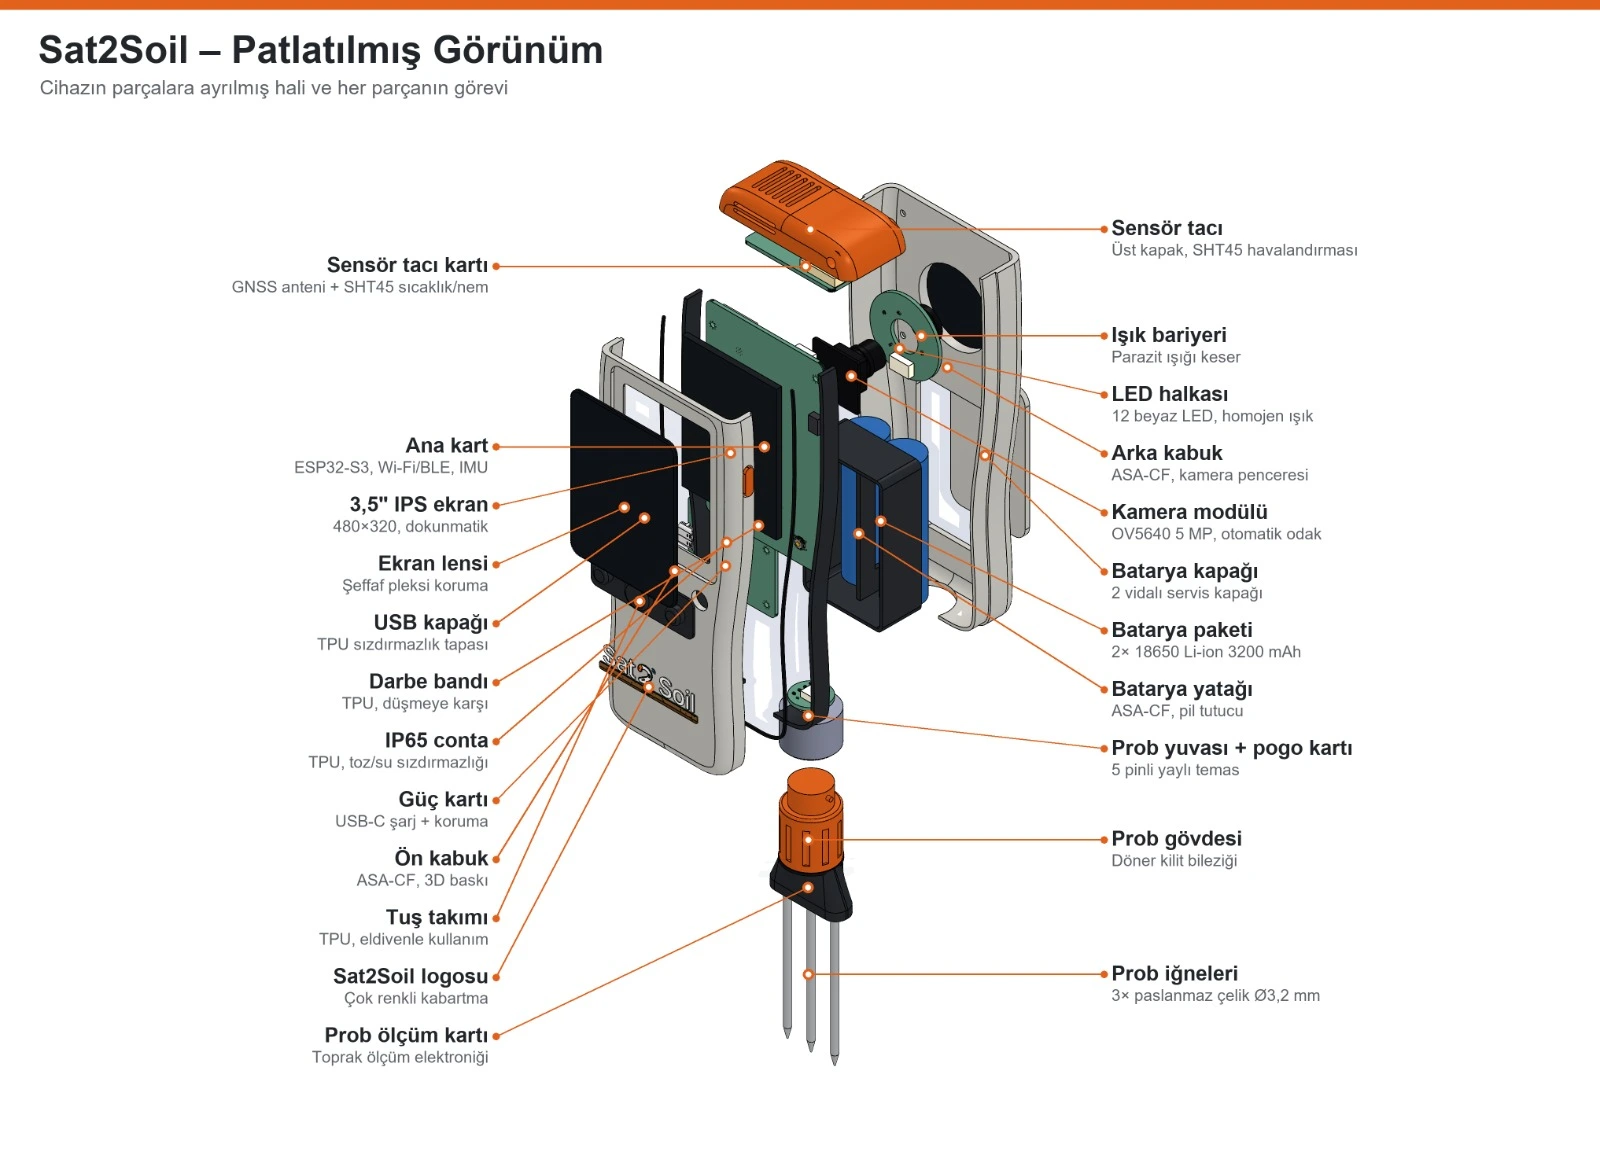 Sat2Soil – Patlatılmış Görünüm
Cihazın parçalara ayrılmış hali ve her parçanın görevi
Sensör tacı kartı
GNSS anteni + SHT45 sıcaklık/nem
Ana kart
ESP32-S3, Wi-Fi/BLE, IMU
3,5" IPS ekran
480×320, dokunmatik
Ekran lensi
Şeffaf pleksi koruma
USB kapağı
TPU sızdırmazlık tapası
Darbe bandı
TPU, düşmeye karşı
IP65 conta
TPU, toz/su sızdırmazlığı
Güç kartı
USB-C şarj + koruma
Ön kabuk
ASA-CF, 3D baskı
Tuş takımı
TPU, eldivenle kullanım
Sat2Soil logosu
Çok renkli kabartma
Prob ölçüm kartı
Toprak ölçüm elektroniği
Sat2 Soil
Sensör tacı
Üst kapak, SHT45 havalandırması
Işık bariyeri
Parazit ışığı keser
LED halkası
12 beyaz LED, homojen ışık
Arka kabuk
ASA-CF, kamera penceresi
Kamera modülü
OV5640 5 MP, otomatik odak
Batarya kapağı
2 vidalı servis kapağı
Batarya paketi
2× 18650 Li-ion 3200 mAh
Batarya yatağı
ASA-CF, pil tutucu
Prob yuvası + pogo kartı
5 pinli yaylı temas
Prob gövdesi
Döner kilit bileziği
Prob iğneleri
3× paslanmaz çelik Ø3,2 mm